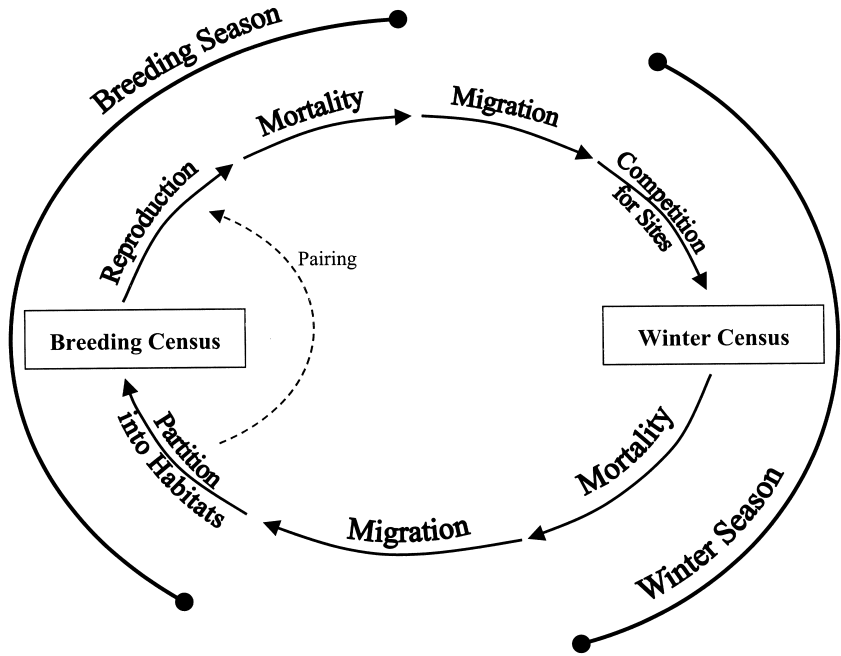 Breeding Season
Mortality
Migration
Reproduction
Competition
for Sites
Pairing
Breeding Census
Winter Census
Partition
into Habitats
Mortality
Migration
Winter Season